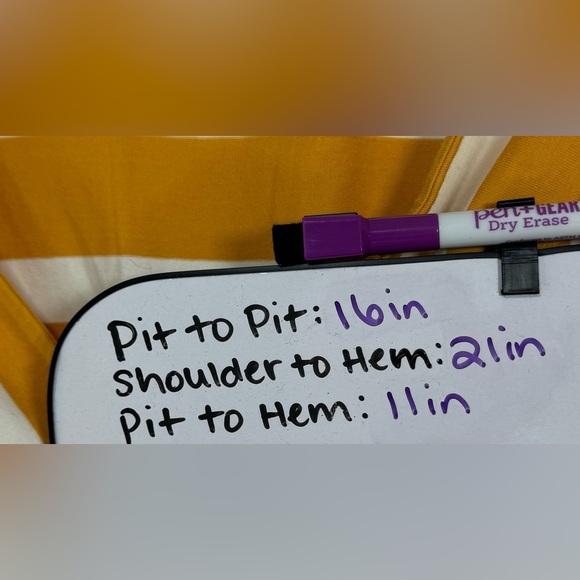 pen+GEAR
Dry Erase
Pit to Pit: 16in
Shoulder to Hem: 21in
Pit to Hem: 11in